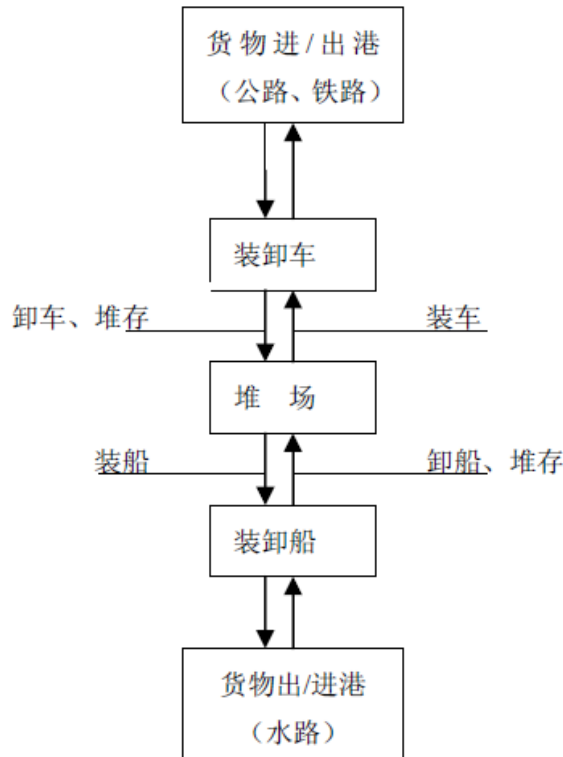 货物进/出港
（公路、铁路）
装卸车
卸车、堆存
装车
堆 场
装船
卸船、堆存
装卸船
货物出/进港
（水路）